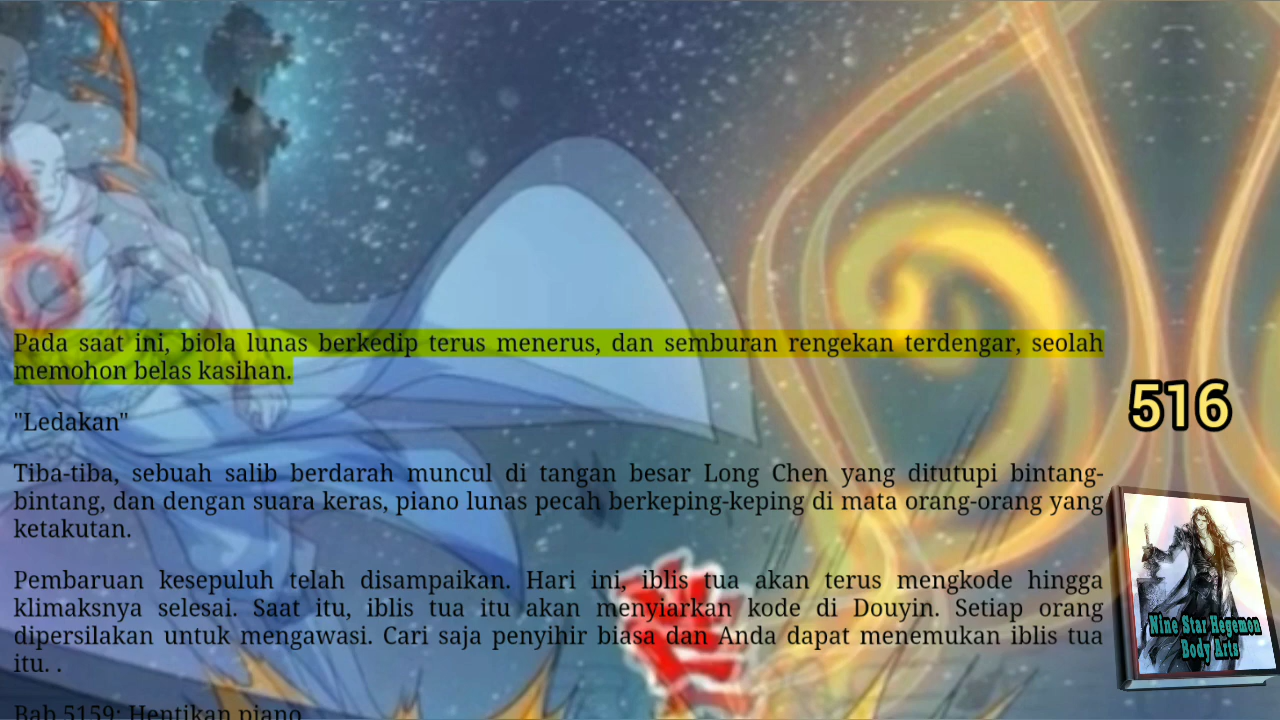 Pada saat ini, biola lunas berkedip terus menerus, dan semburan rengekan terdengar, seolah
memohon belas kasihan.
"Ledakan"
Tiba-tiba, sebuah salib berdarah muncul di tangan besar Long Chen yang ditutupi bintang-
bintang, dan dengan suara keras, piano lunas pecah berkeping-keping di mata orang-orang yang
ketakutan.
Pembaruan kesepuluh telah disampaikan. Hari ini, iblis tua akan terus mengkode hingga
klimaksnya selesai. Saat itu, iblis tua itu akan menyiarkan kode di Douyin. Setiap orang
dipersilakan untuk mengawasi. Cari saja penyihir biasa dan Anda dapat menemukan iblis tua
itu. .
Bab 5159: Hentikan piano
516
Nine Star Hegemon
Body Arts